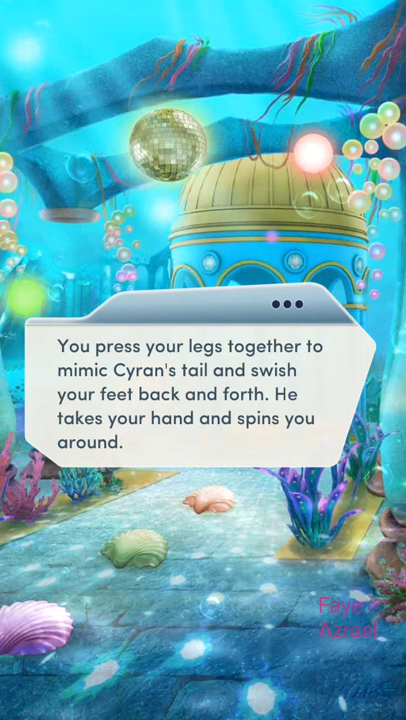 You press your legs together to
mimic Cyran's tail and swish
your feet back and forth. He
takes your hand and spins you
around.
Faye
Azrael